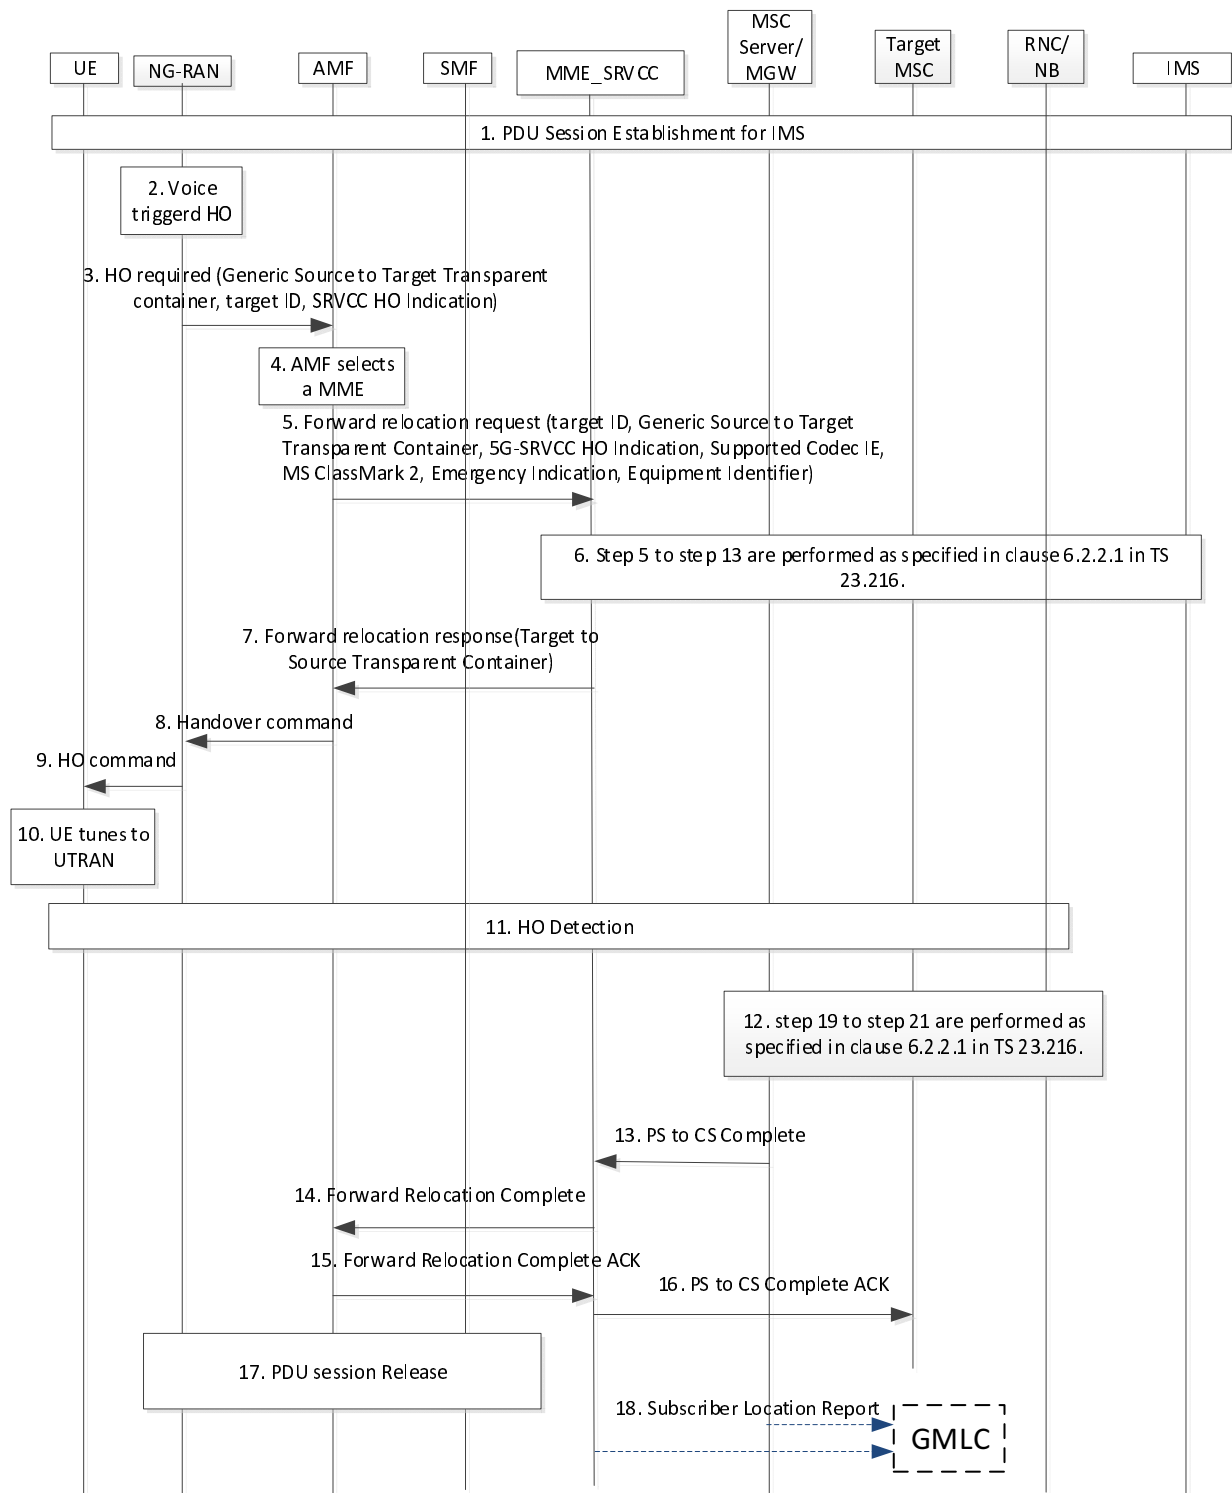 UE
NG-RAN
AMF
SMF
MME_SRVCC
MSC
Server/
MGW
Target
MSC
RNC/
NB
IMS
1. PDU Session Establishment for IMS
2. Voice
triggerd HO
3. HO required (Generic Source to Target Transparent
container, target ID, SRVCC HO Indication)
4. AMF selects
a MME
5. Forward relocation request (target ID, Generic Source to Target
Transparent Container, 5G-SRVCC HO Indication, Supported Codec IE,
MS ClassMark 2, Emergency Indication, Equipment Identifier)
6. Step 5 to step 13 are performed as specified in clause 6.2.2.1 in TS
23.216.
7. Forward relocation response(Target to
Source Transparent Container)
8. Handover command
9. HO command
10. UE tunes to
UTRAN
11. HO Detection
12. step 19 to step 21 are performed as
specified in clause 6.2.2.1 in TS 23.216.
13. PS to CS Complete
14. Forward Relocation Complete
15. Forward Relocation Complete ACK
16. PS to CS Complete ACK
17. PDU session Release
18. Subscriber Location Report
GMLC